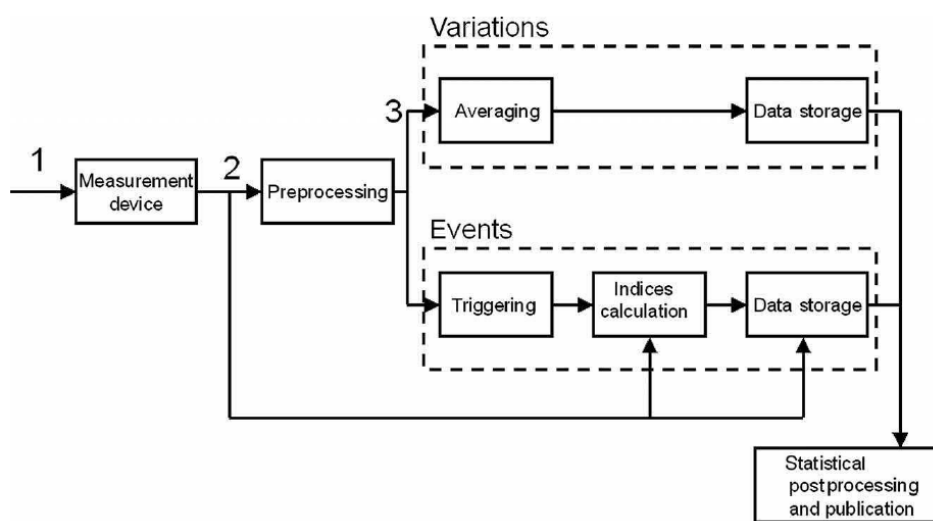 Variations
3
Averaging
Data storage
1
Measurement
device
2
Preprocessing
Events
Triggering
Indices
calculation
Data storage
Statistical
postprocessing
and publication